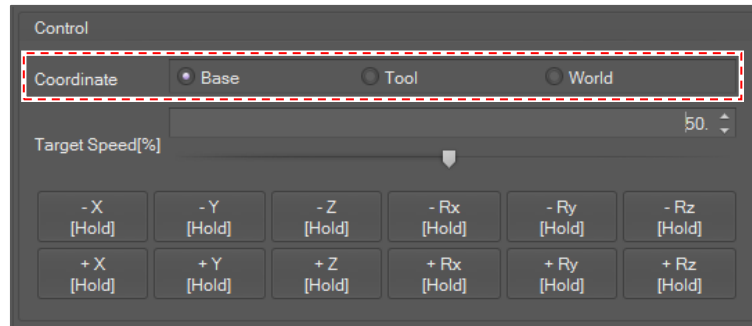 Control
Coordinate Base Tool World
50.
Target Speed[%]
- X - Y - Z - Rx - Ry - Rz
[Hold] [Hold] [Hold] [Hold] [Hold] [Hold]
+ X + Y + Z + Rx + Ry + Rz
[Hold] [Hold] [Hold] [Hold] [Hold] [Hold]